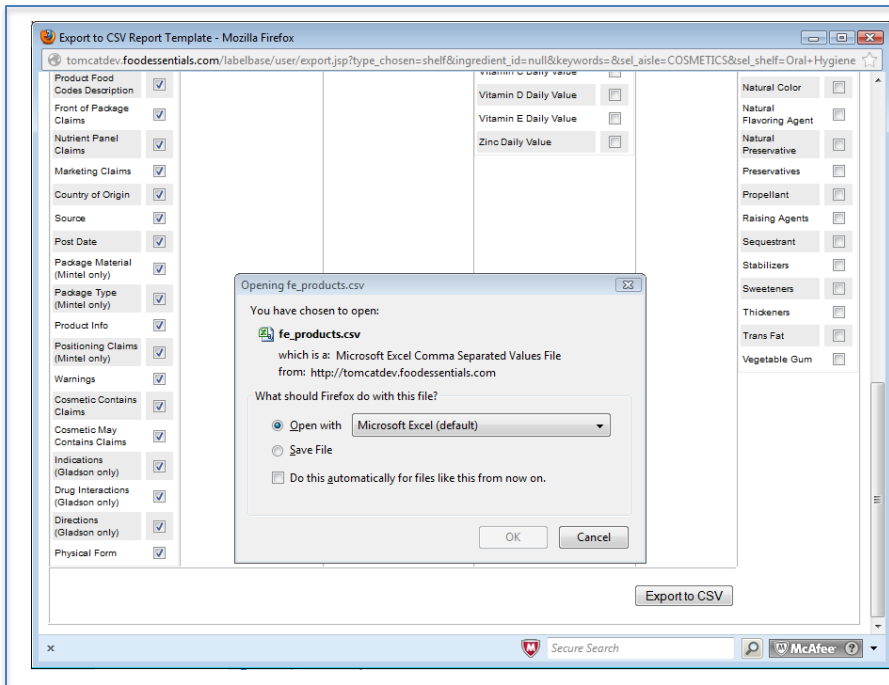 Export to CSV Report Template - Mozilla Firefox
tomcatdev.foodessentials.com/labelbase/user/export.jsp?type_chosen=shelf&ingredient_id=null&keywords=&sel_aisle=COSMETICS&sel_shelf=Oral+Hygiene
Product Food
Codes Description
Front of Package
Claims
Nutrient Panel
Claims
Marketing Claims
Country of Origin
Source
Post Date
Package Material
(Mintel only)
Package Type
(Mintel only)
Product Info
Positioning Claims
(Mintel only)
Warnings
Cosmetic Contains
Claims
Cosmetic May
Contains Claims
Indications
(Gladson only)
Drug Interactions
(Gladson only)
Directions
(Gladson only)
Physical Form
Vitamin C Daily Value
Vitamin D Daily Value
Vitamin E Daily Value
Zinc Daily Value
Natural Color
Natural
Flavoring Agent
Natural
Preservative
Preservatives
Propellant
Raising Agents
Sequestrant
Stabilizers
Sweeteners
Thickeners
Trans Fat
Vegetable Gum
Opening fe_products.csv
You have chosen to open:
fe_products.csv
which is a: Microsoft Excel Comma Separated Values File
from: http://tomcatdev.foodessentials.com
What should Firefox do with this file?
Open with
Microsoft Excel (default)
Save File
Do this automatically for files like this from now on.
OK
Cancel
Export to CSV
Secure Search
McAfee